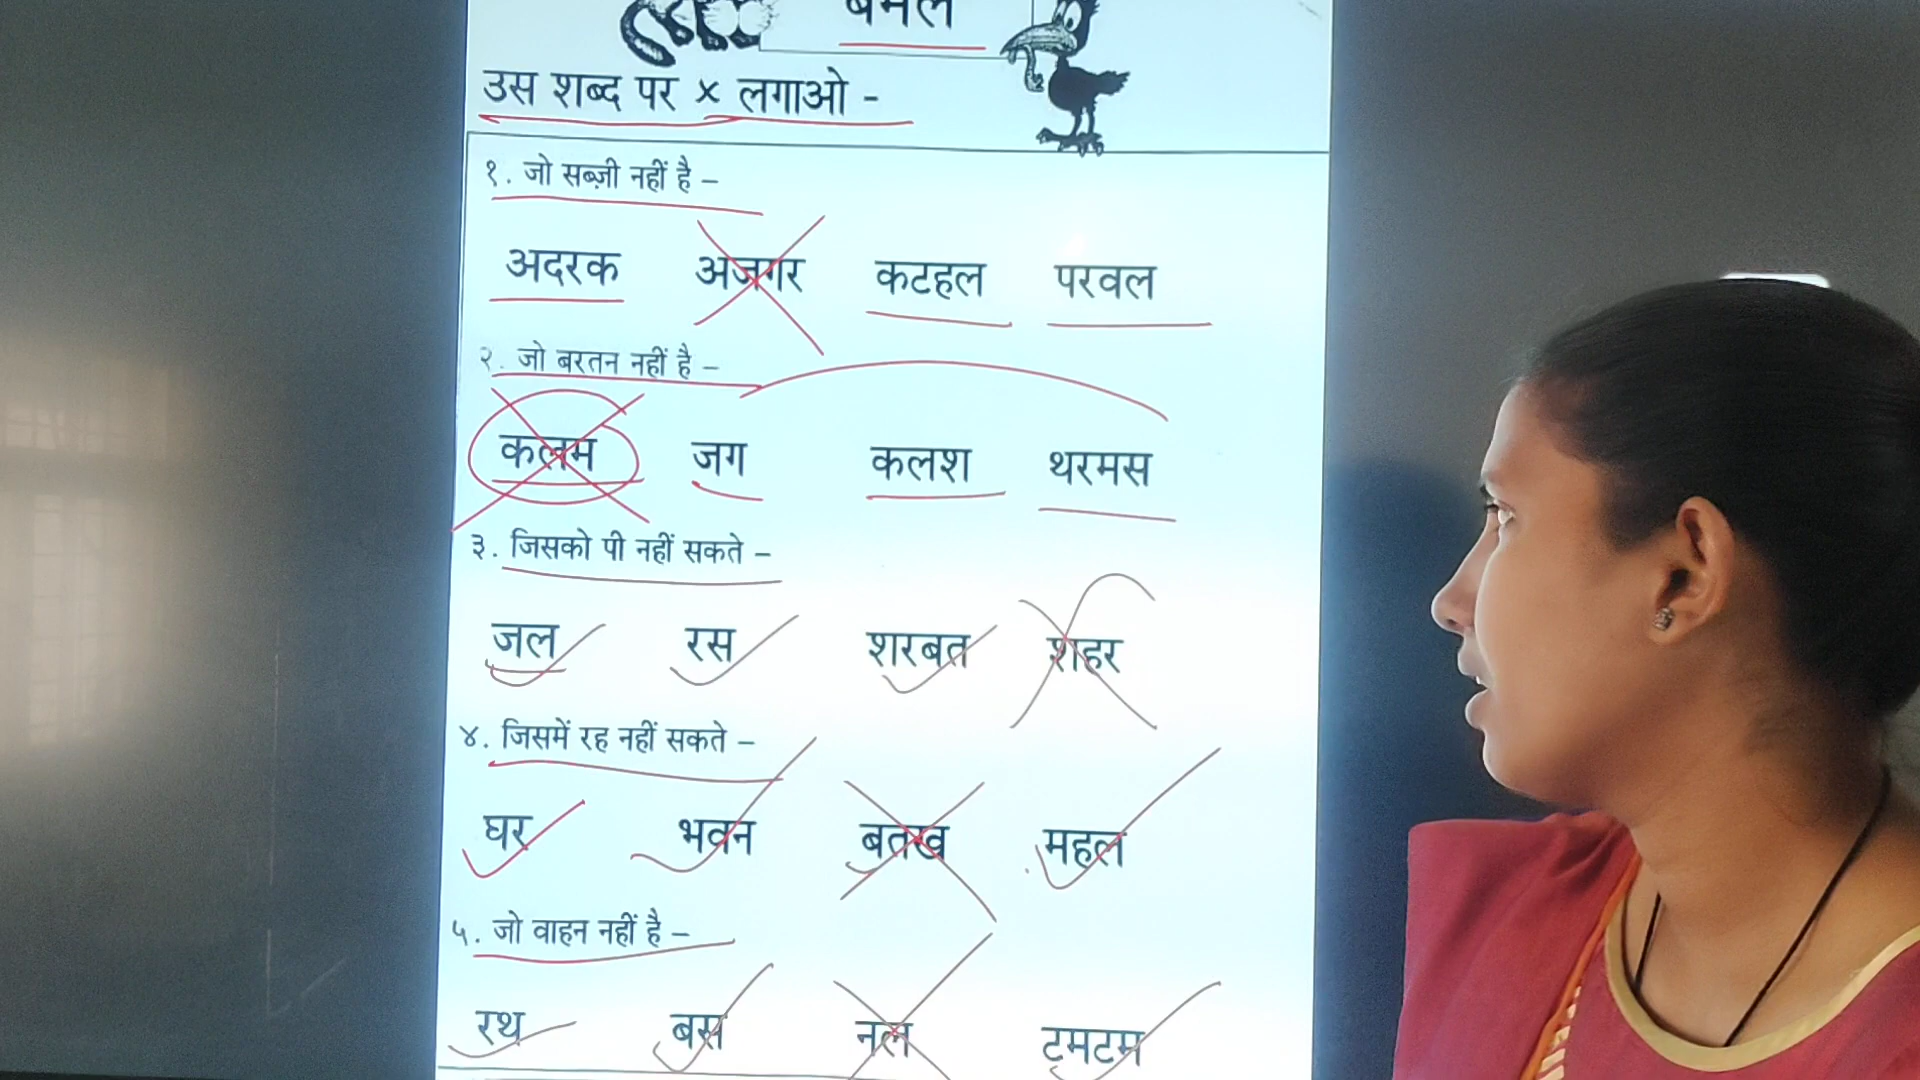 बमल
उस शब्द पर × लगाओ -
१. जो सब्ज़ी नहीं है –
अदरक अजगर कटहल परवल
२. जो बरतन नहीं है –
कलम जग कलश थरमस
३. जिसको पी नहीं सकते –
जल रस शरबत शहर
४. जिसमें रह नहीं सकते –
घर भवन बतख महल
५. जो वाहन नहीं है –
रथ बस नल टमटम